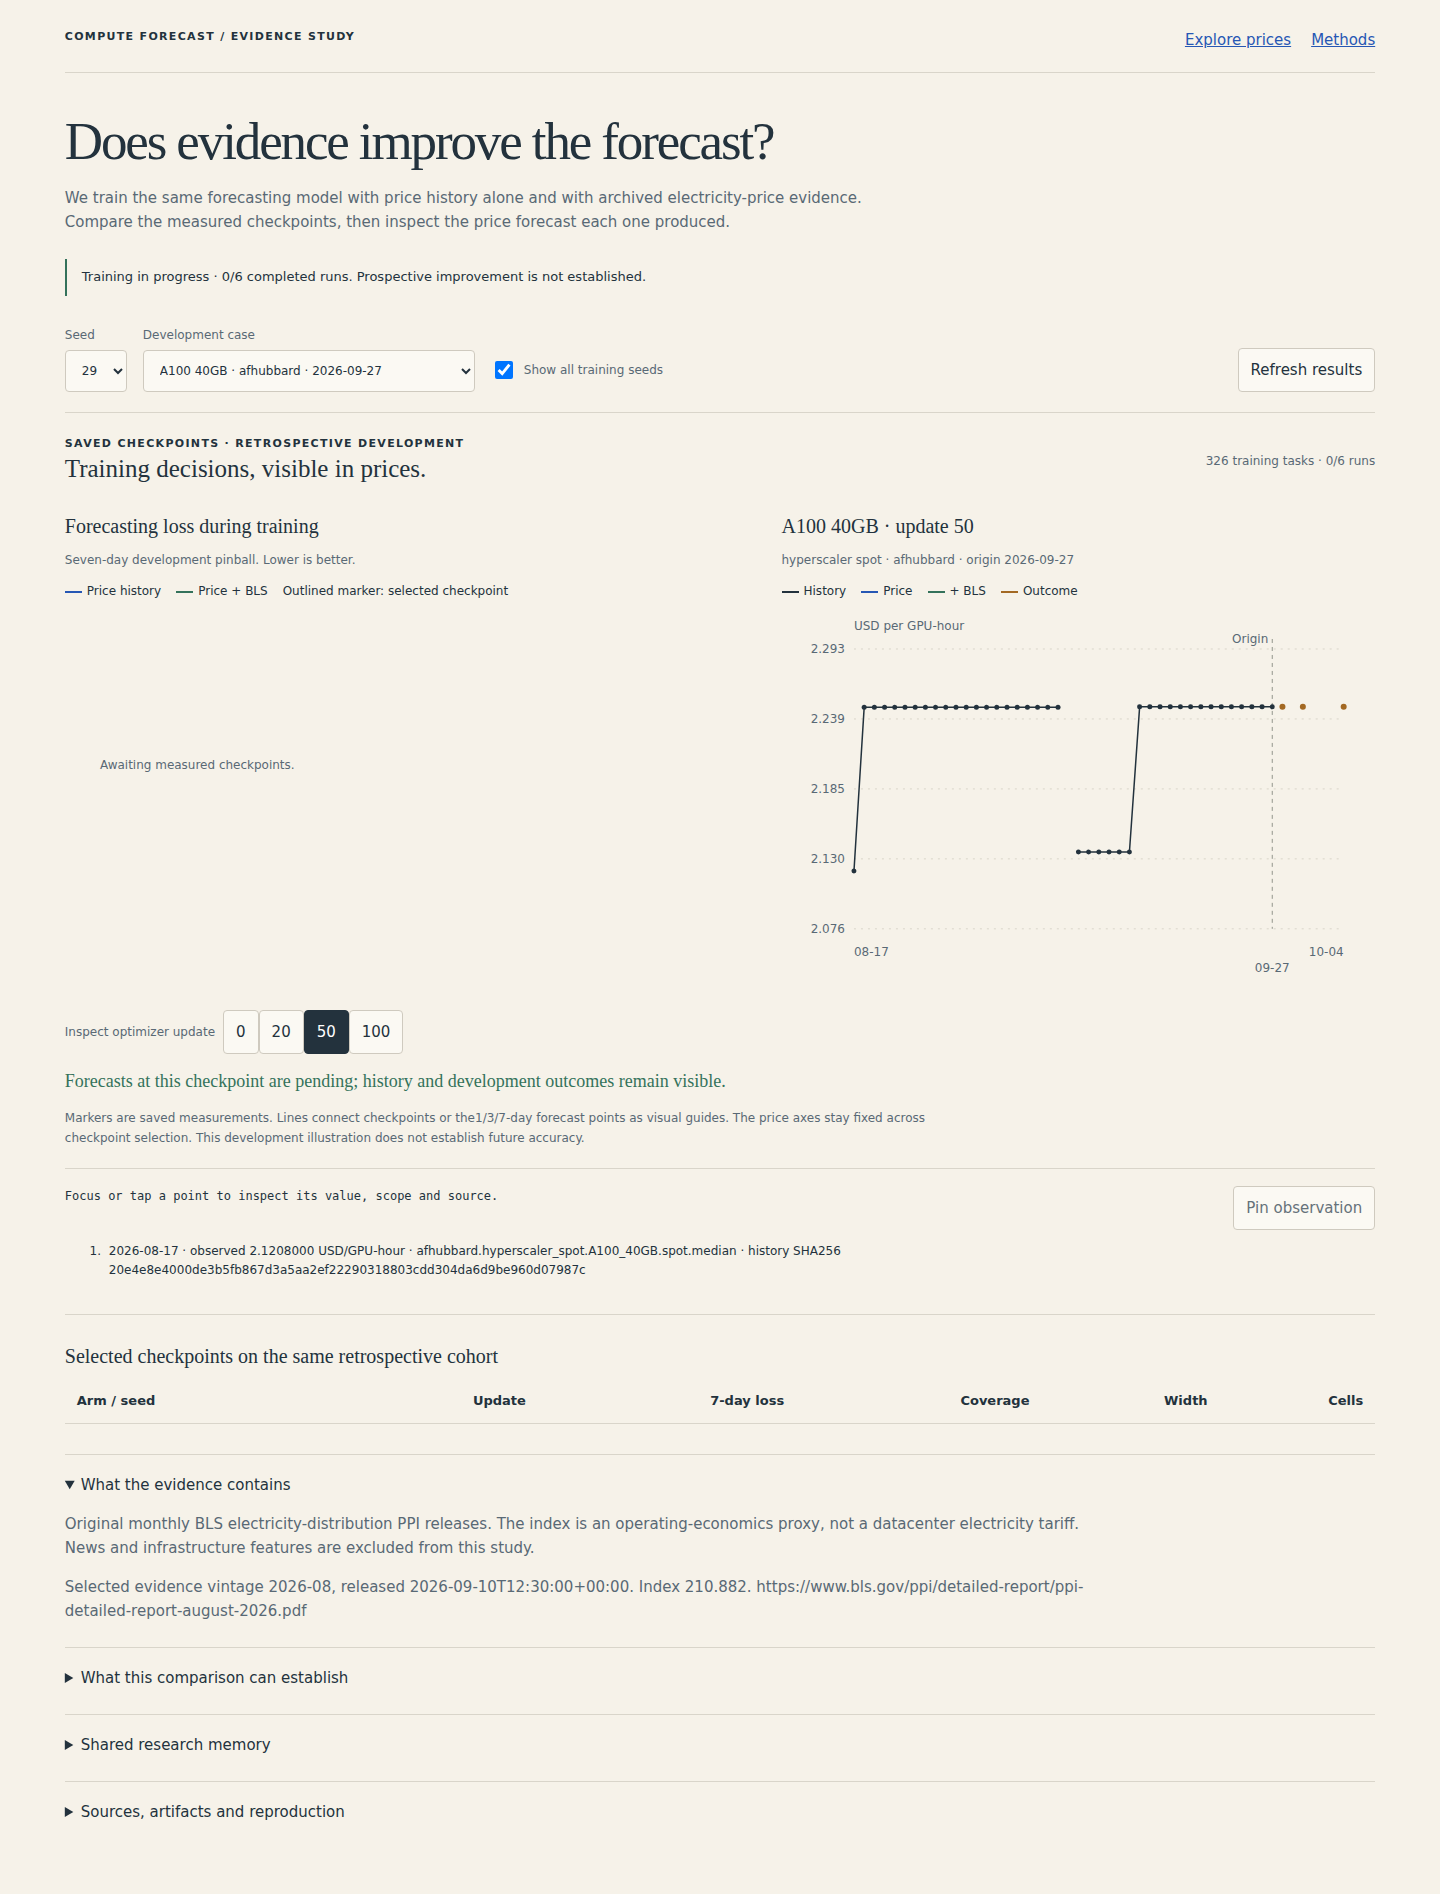 COMPUTE FORECAST / EVIDENCE STUDY
Explore prices
Methods
Does evidence improve the forecast?
We train the same forecasting model with price history alone and with archived electricity-price evidence.
Compare the measured checkpoints, then inspect the price forecast each one produced.
Training in progress · 0/6 completed runs. Prospective improvement is not established.
Seed
Development case
29
A100 40GB · afhubbard · 2026-09-27
Show all training seeds
Refresh results
SAVED CHECKPOINTS · RETROSPECTIVE DEVELOPMENT
Training decisions, visible in prices.
326 training tasks · 0/6 runs
Forecasting loss during training
Seven-day development pinball. Lower is better.
Price history
Price + BLS
Outlined marker: selected checkpoint
Awaiting measured checkpoints.
A100 40GB · update 50
hyperscaler spot · afhubbard · origin 2026-09-27
History
Price
+ BLS
Outcome
USD per GPU-hour
Origin
2.293
2.239
2.185
2.130
2.076
08-17
10-04
09-27
Inspect optimizer update
0
20
50
100
Forecasts at this checkpoint are pending; history and development outcomes remain visible.
Markers are saved measurements. Lines connect checkpoints or the1/3/7-day forecast points as visual guides. The price axes stay fixed across
checkpoint selection. This development illustration does not establish future accuracy.
Focus or tap a point to inspect its value, scope and source.
Pin observation
1. 2026-08-17 · observed 2.1208000 USD/GPU-hour · afhubbard.hyperscaler_spot.A100_40GB.spot.median · history SHA256
20e4e8e4000de3b5fb867d3a5aa2ef22290318803cdd304da6d9be960d07987c
Selected checkpoints on the same retrospective cohort
Arm / seed
Update
7-day loss
Coverage
Width
Cells
What the evidence contains
Original monthly BLS electricity-distribution PPI releases. The index is an operating-economics proxy, not a datacenter electricity tariff.
News and infrastructure features are excluded from this study.
Selected evidence vintage 2026-08, released 2026-09-10T12:30:00+00:00. Index 210.882. https://www.bls.gov/ppi/detailed-report/ppi-
detailed-report-august-2026.pdf
What this comparison can establish
Shared research memory
Sources, artifacts and reproduction